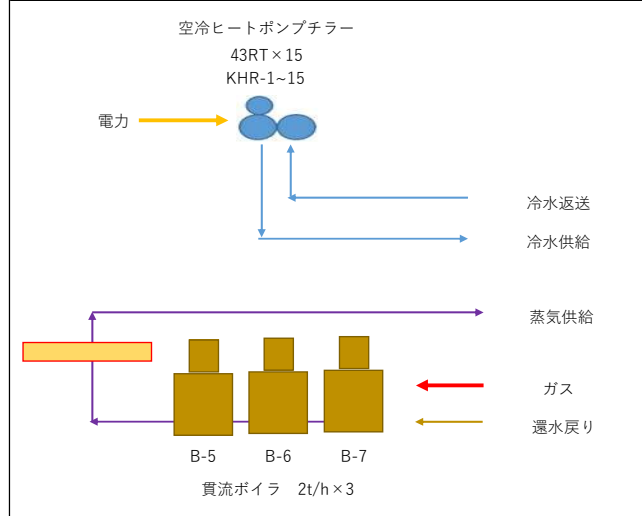 空冷ヒートポンプチラー
43RT×15
KHR-1~15
電力
冷水返送
冷水供給
蒸気供給
ガス
還水戻り
B-5
B-6
B-7
貫流ボイラ 2t/h×3